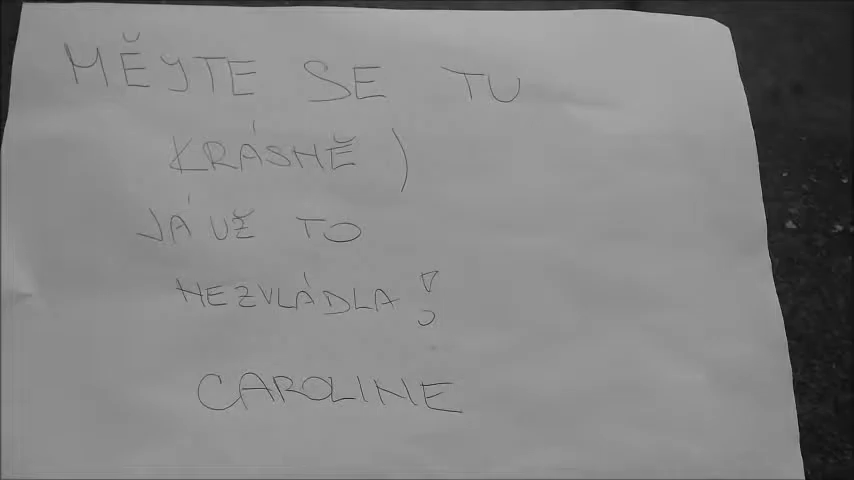 MĚJTE SE TU
KRÁSNĚ )
JÁ UŽ TO
NEZVLÁDLA!
CAROLINE